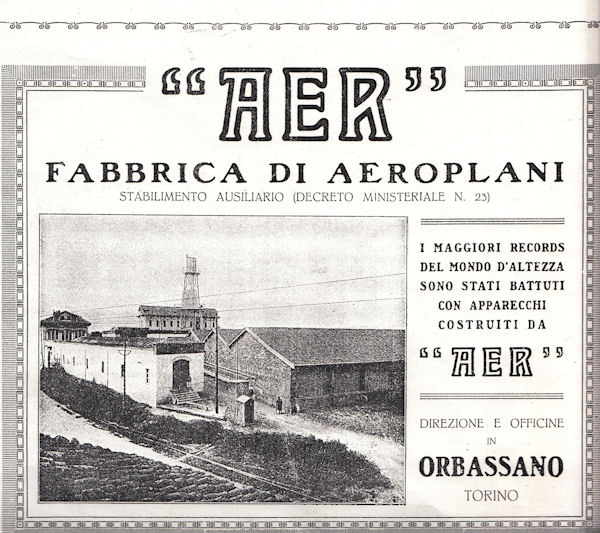 “AER”
FABBRICA DI AEROPLANI
STABILIMENTO AUSILIARIO (DECRETO MINISTERIALE N. 23)
I MAGGIORI RECORDS
DEL MONDO D'ALTEZZA
SONO STATI BATTUTI
CON APPARECCHI
COSTRUITI DA
“AER”
DIREZIONE E OFFICINE
IN
ORBASSANO
TORINO